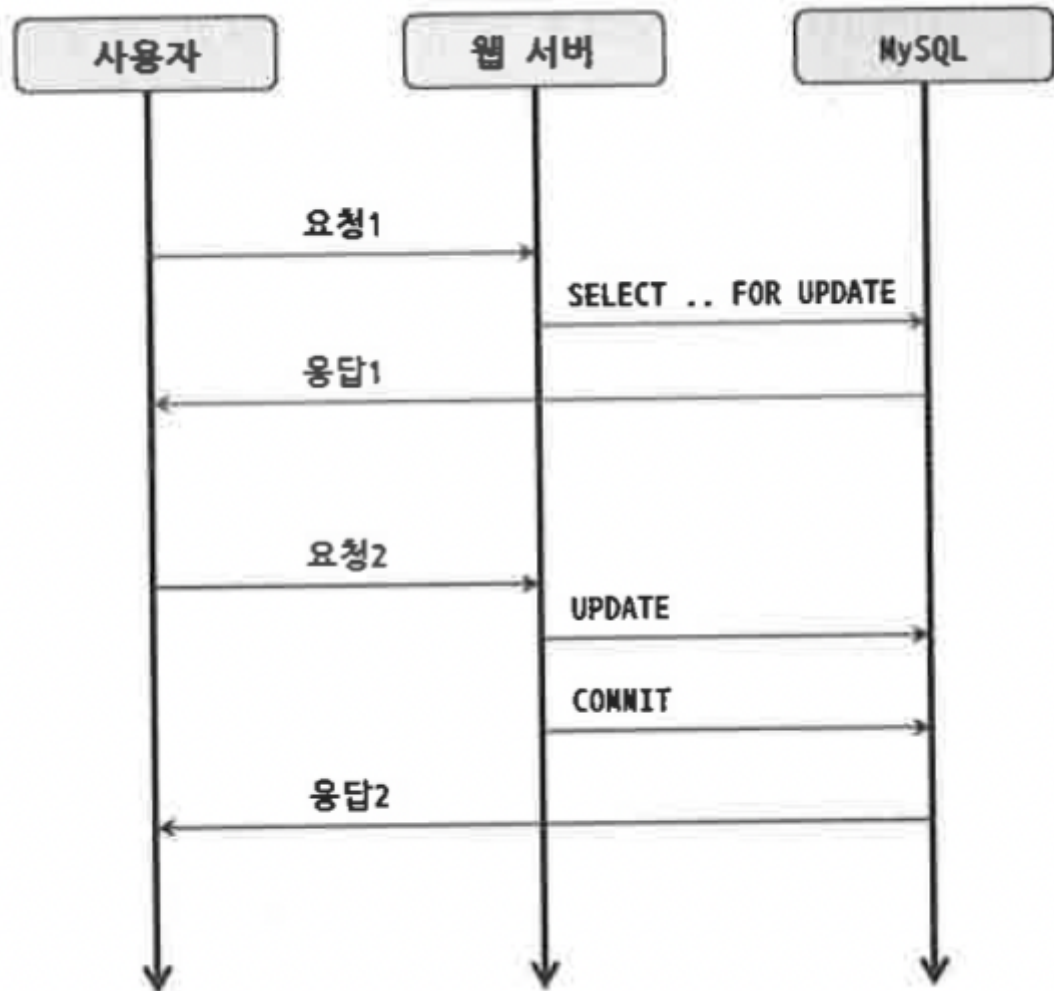 사용자
웹 서버
MySQL
요청1
SELECT .. FOR UPDATE
응답1
요청2
UPDATE
COMMIT
응답2